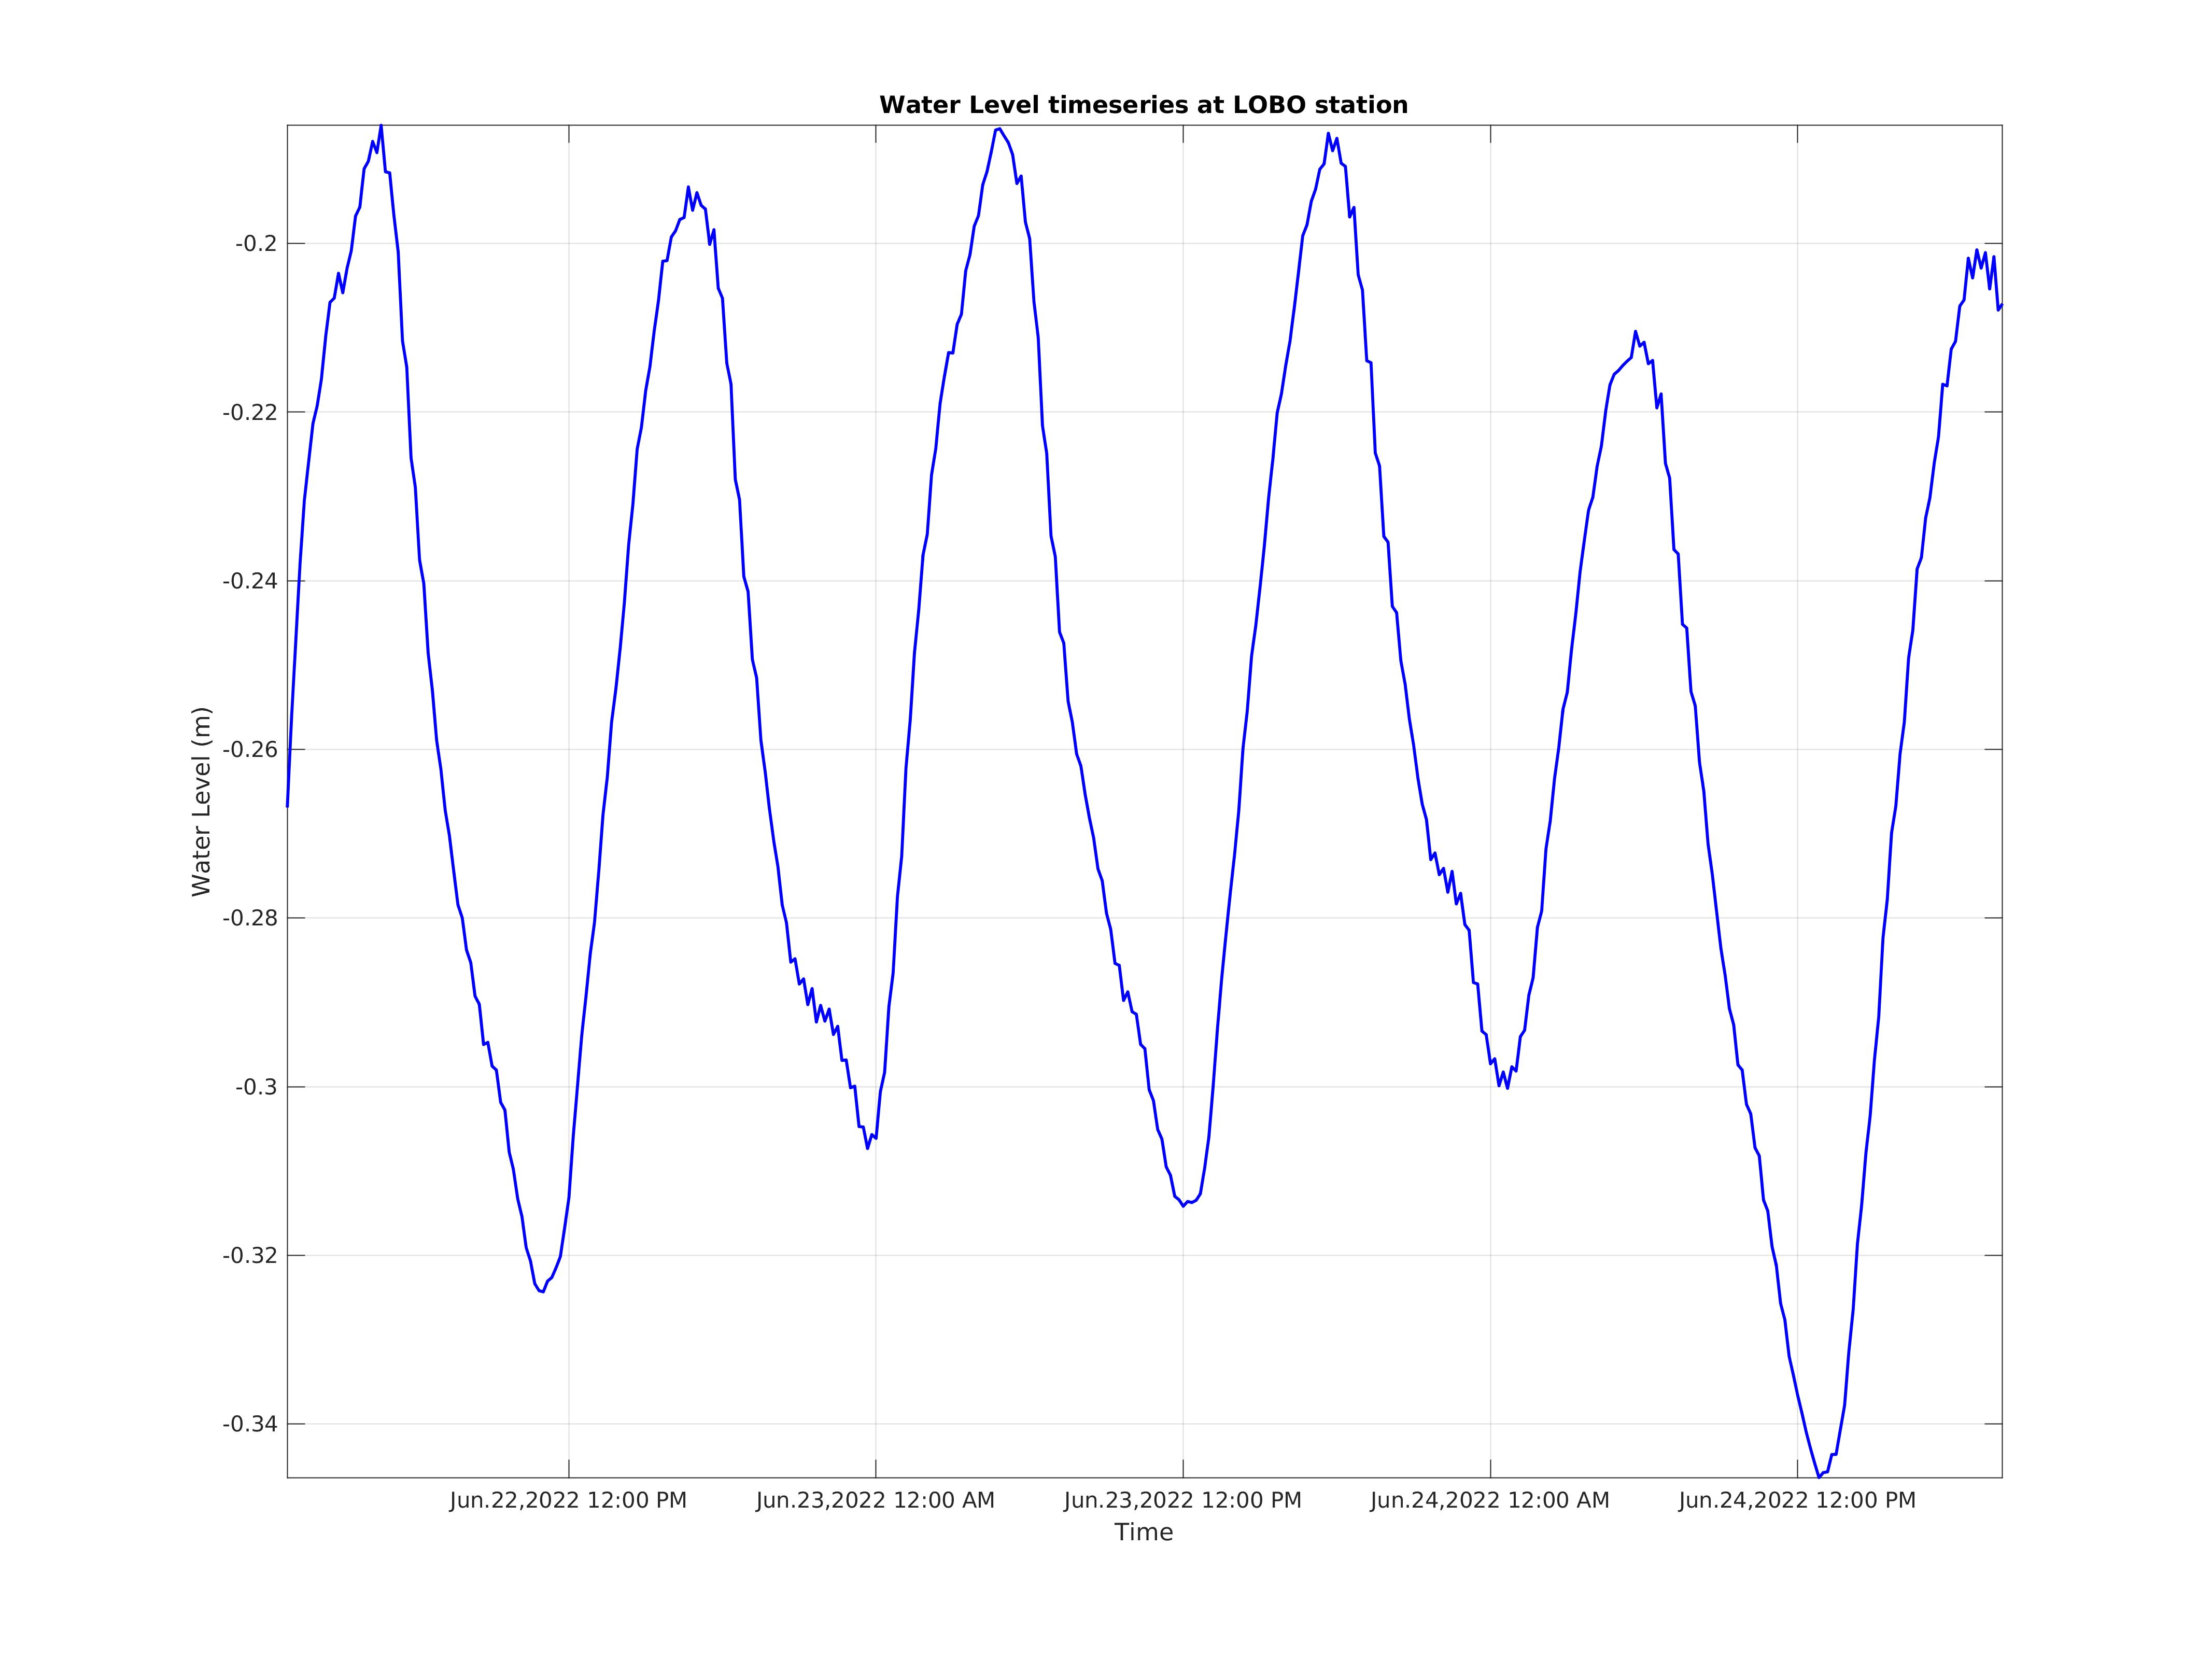 Water Level timeseries at LOBO station
-0.2
-0.22
-0.24
-0.26
-0.28
-0.3
-0.32
-0.34
Water Level (m)
Jun.22,2022 12:00 PM
Jun.23,2022 12:00 AM
Jun.23,2022 12:00 PM
Jun.24,2022 12:00 AM
Jun.24,2022 12:00 PM
Time